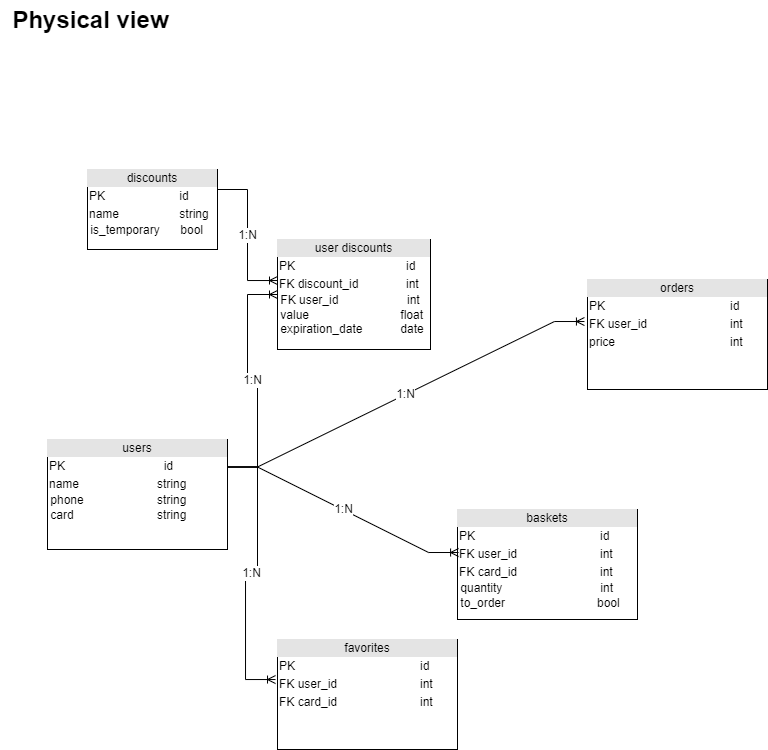 Physical view
discounts
PK id
name string
is_temporary bool
1:N
user discounts
PK id
FK discount_id int
FK user_id int
value float
expiration_date date
orders
PK id
FK user_id int
price int
1:N
1:N
users
PK id
name string
phone string
card string
1:N
baskets
PK id
FK user_id int
FK card_id int
quantity int
to_order bool
1:N
favorites
PK id
FK user_id int
FK card_id int